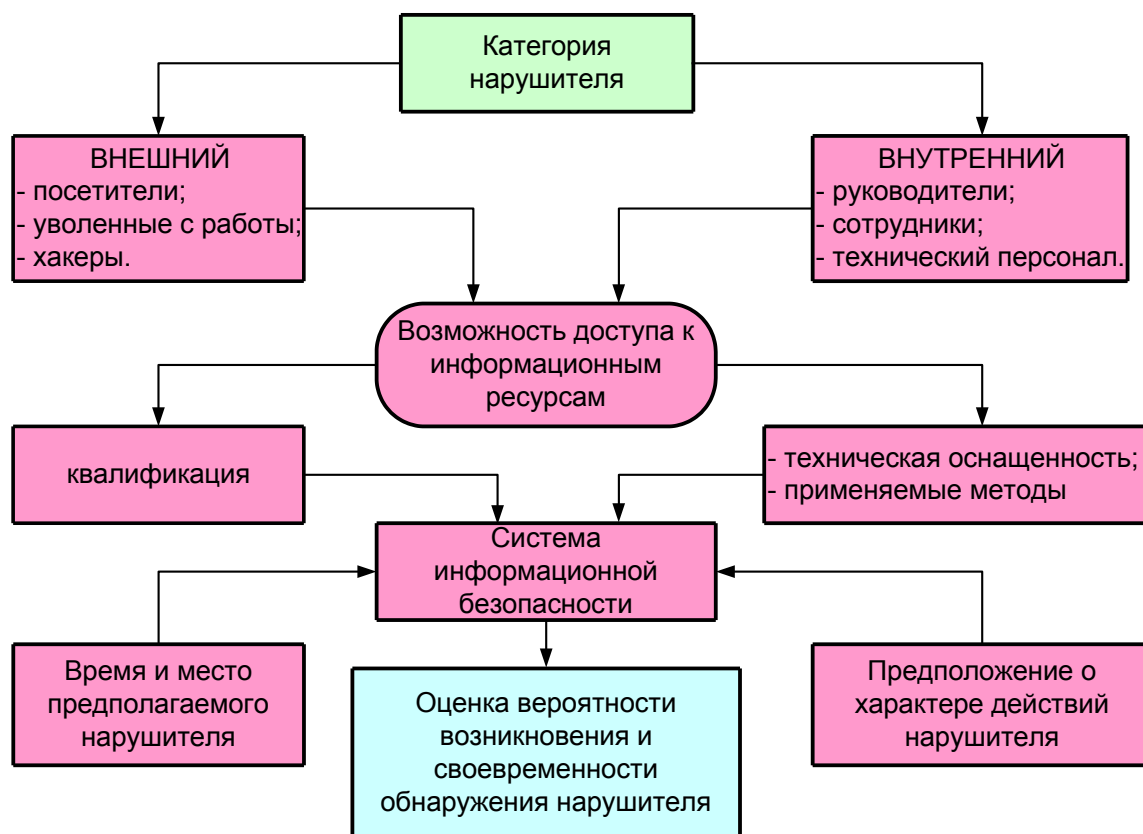 Категория
нарушителя
ВНЕШНИЙ
- посетители;
- уволенные с работы;
- хакеры.
ВНУТРЕННИЙ
- руководители;
- сотрудники;
- технический персонал.
Возможность доступа к
информационным
ресурсам
квалификация
- техническая оснащенность;
- применяемые методы
Система
информационной
безопасности
Время и место
предполагаемого
нарушителя
Оценка вероятности
возникновения и
своевременности
обнаружения нарушителя
Предположение о
характере действий
нарушителя